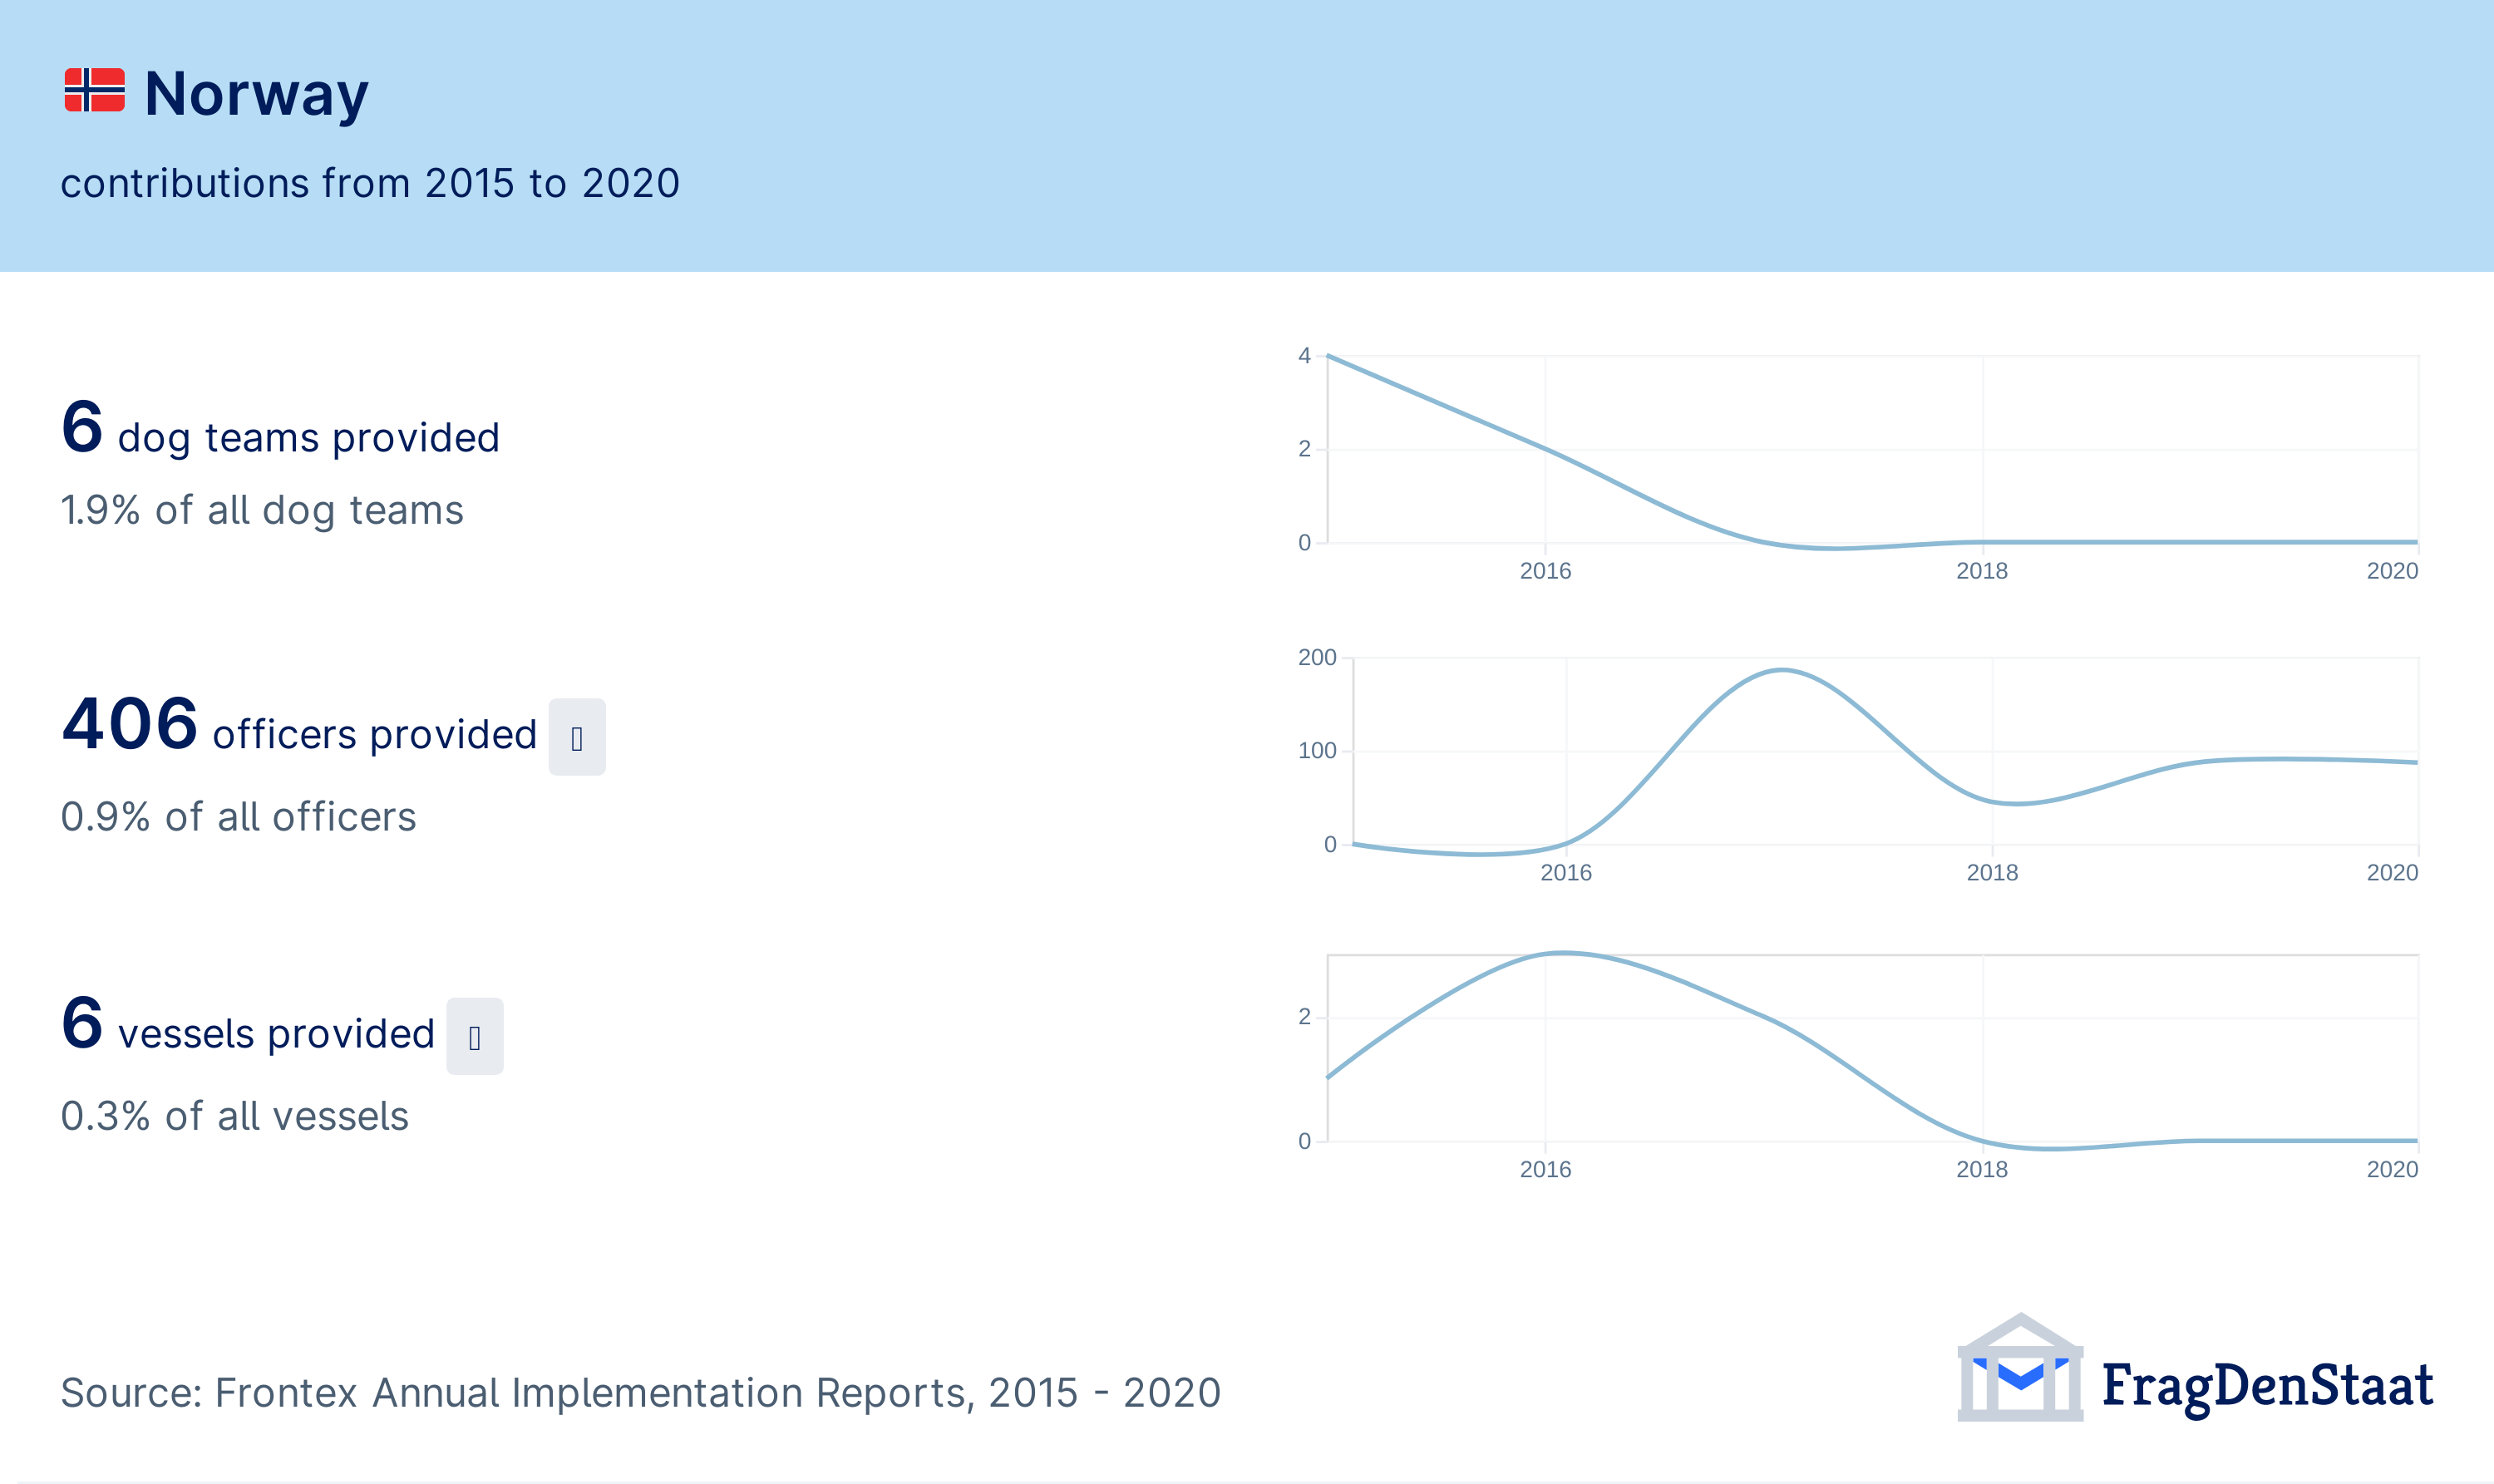 Norway
contributions from 2015 to 2020
6 dog teams provided
1.9% of all dog teams
4
2
0
2016
2018
2020
406 officers provided
0.9% of all officers
200
100
0
2016
2018
2020
6 vessels provided
0.3% of all vessels
2
0
2016
2018
2020
Source: Frontex Annual Implementation Reports, 2015 - 2020
FragDenStaat